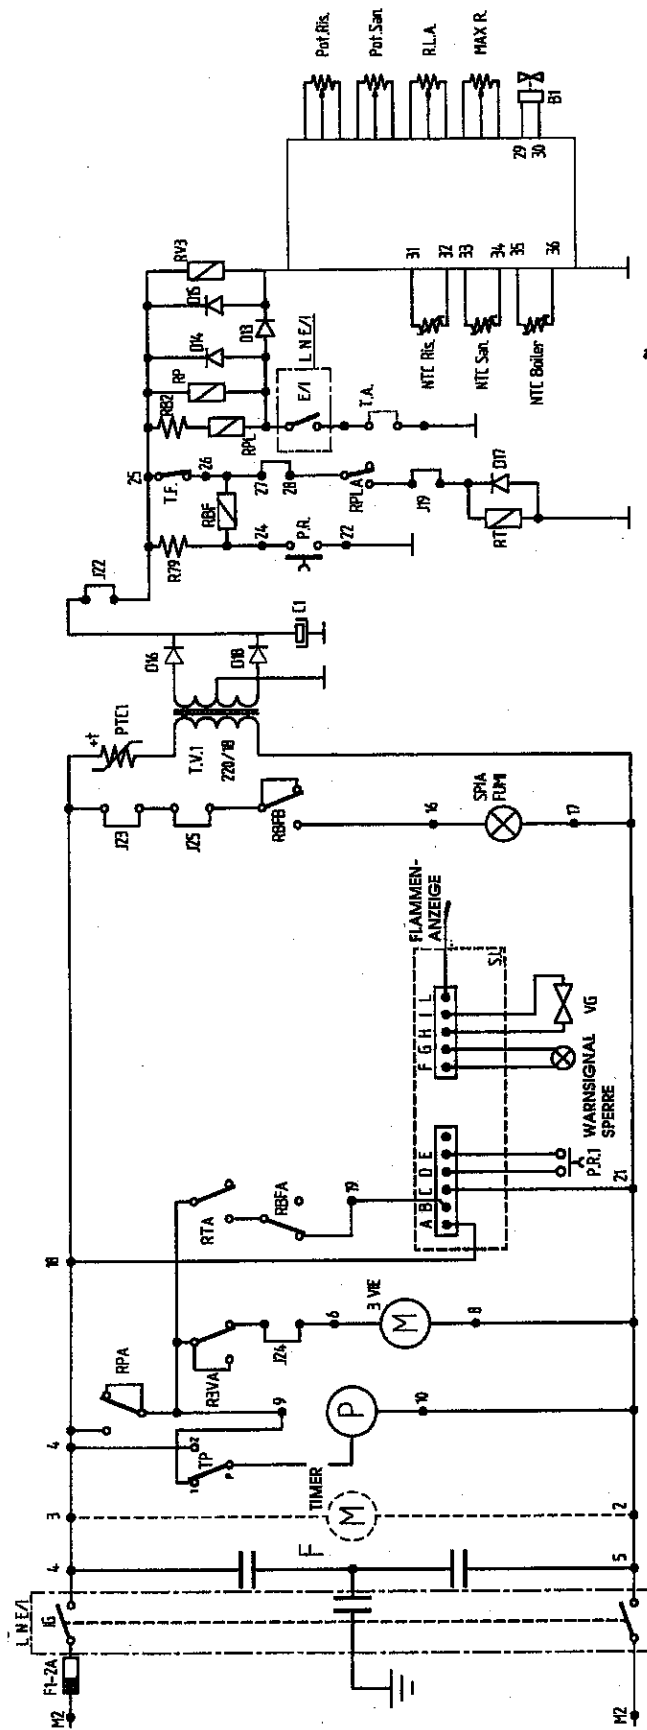 M2
F1-2A
IG
L N E/I
4
3
4
RPA
18
5
2
M2
F
TIMER
M
TP
1
2
P
9
P
10
R3VA
J24
6
3 VIE
M
8
RTA
RBFA
19
A B C D E
F G H I L
FLAMMEN-
ANZEIGE
S.I.
P.R.1
21
WARNSIGNAL
SPERRE
VG
J23
J25
RBFB
16
SPIA
FUMI
17
+t
PTC1
T.V.1
220/18
D16
D18
C1
J22
25
R79
T.F.
26
RBF
24
27
28
P.R.
22
RPLA
J19
RT
D17
RB2
RP
D14
D15
RV3
RPL
D13
E/I
L N E/I
T.A.
31
32
33
34
35
36
NTC Ris.
NTC San.
NTC Boiler
29
30
Pot.Ris.
Pot.San.
R.L.A.
MAX R.
B1